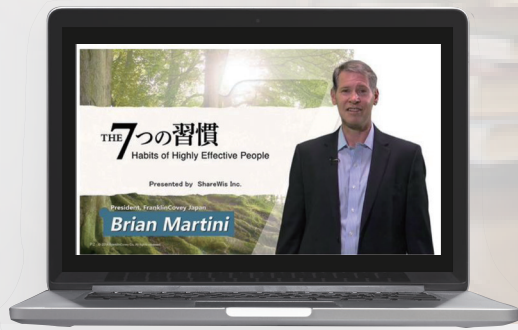 THE 7つの習慣
Habits of Highly Effective People
Presented by ShareWis Inc.
President, FranklinCovey Japan
Brian Martini